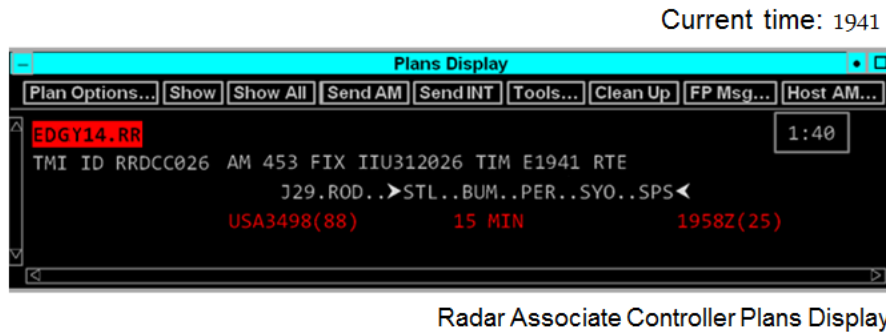 Current time: 1941
Plans Display
Plan Options... Show Show All Send AM Send INT Tools... Clean Up FP Msg... Host AM...
EDGY14.RR 1:40
TMI ID RRDCC026 AM 453 FIX IIU312026 TIM E1941 RTE
J29.ROD..➤STL..BUM..PER..SYO..SPS⮜
USA3498(88) 15 MIN 1958Z(25)
Radar Associate Controller Plans Display